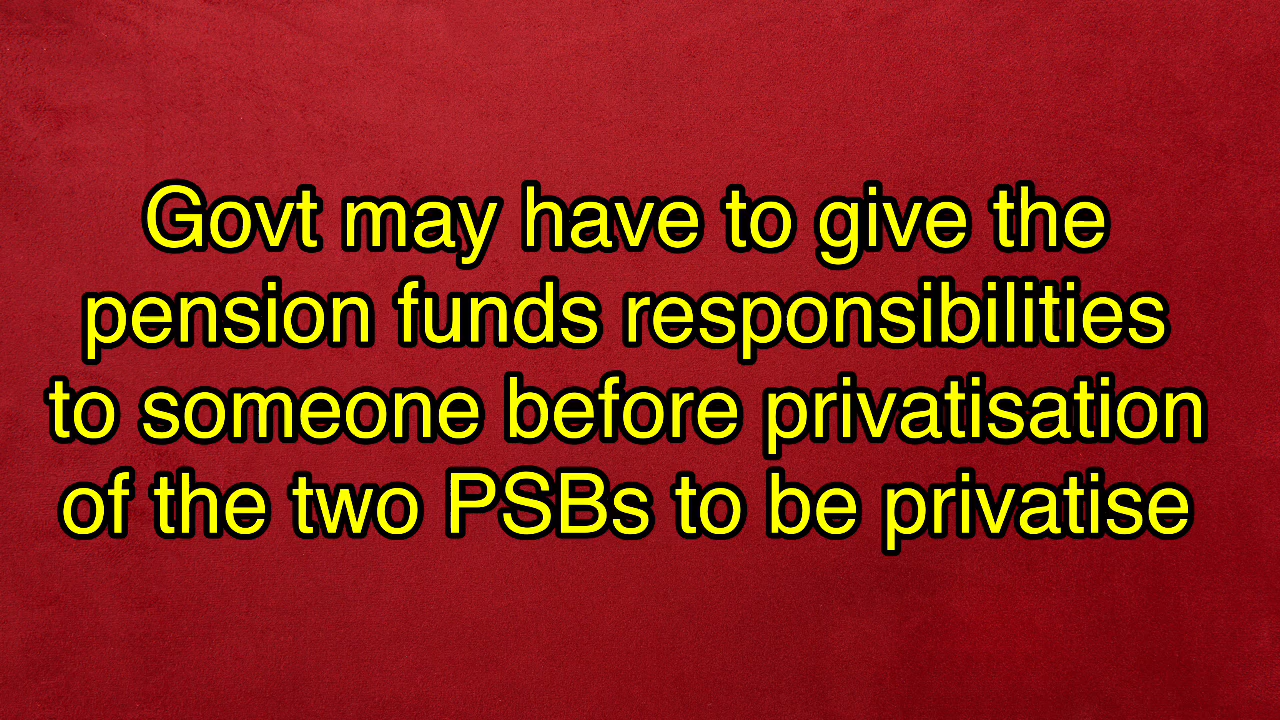 Govt may have to give the
pension funds responsibilities
to someone before privatisation
of the two PSBs to be privatise